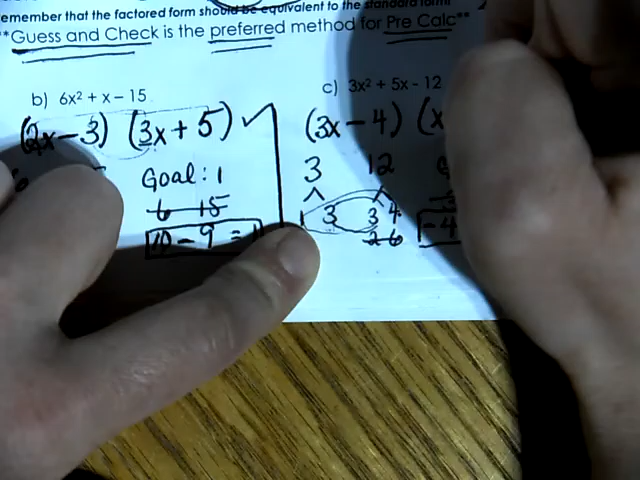 emember that the factored form should be equivalent to the standard form!
**Guess and Check is the preferred method for Pre Calc**
b) 6x² + x - 15
(2x - 3) (3x + 5) ✓
Goal: 1
6 15
10 - 9 = 1
c) 3x² + 5x - 12
(3x - 4) (x
3 12
1 3 3 4
2 6
-4